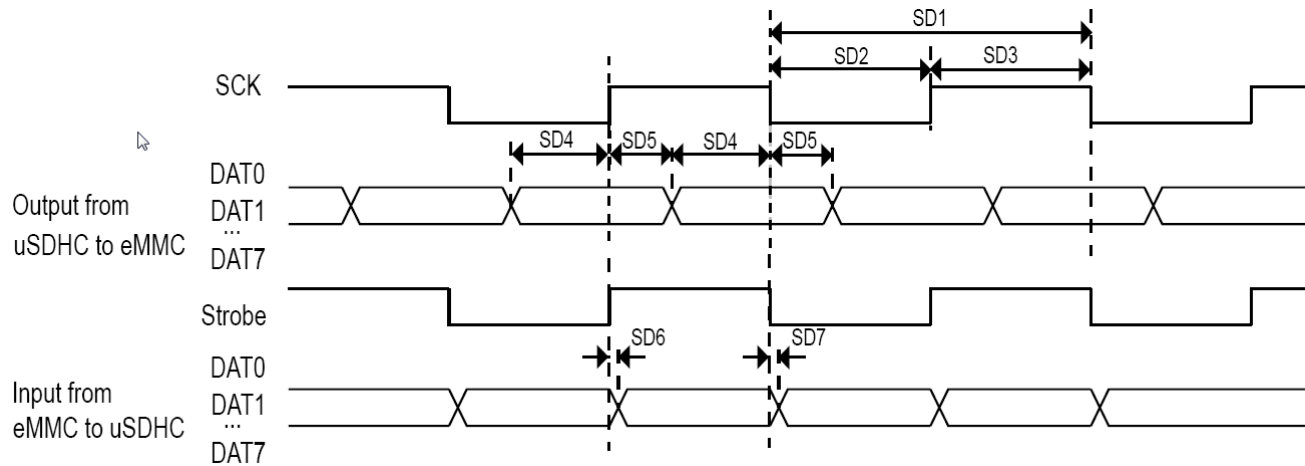 SD1
SD2 SD3
SCK
SD4 SD5 SD4 SD5
DAT0
Output from DAT1
...
uSDHC to eMMC DAT7
Strobe
SD6 SD7
DAT0
Input from DAT1
...
eMMC to uSDHC DAT7